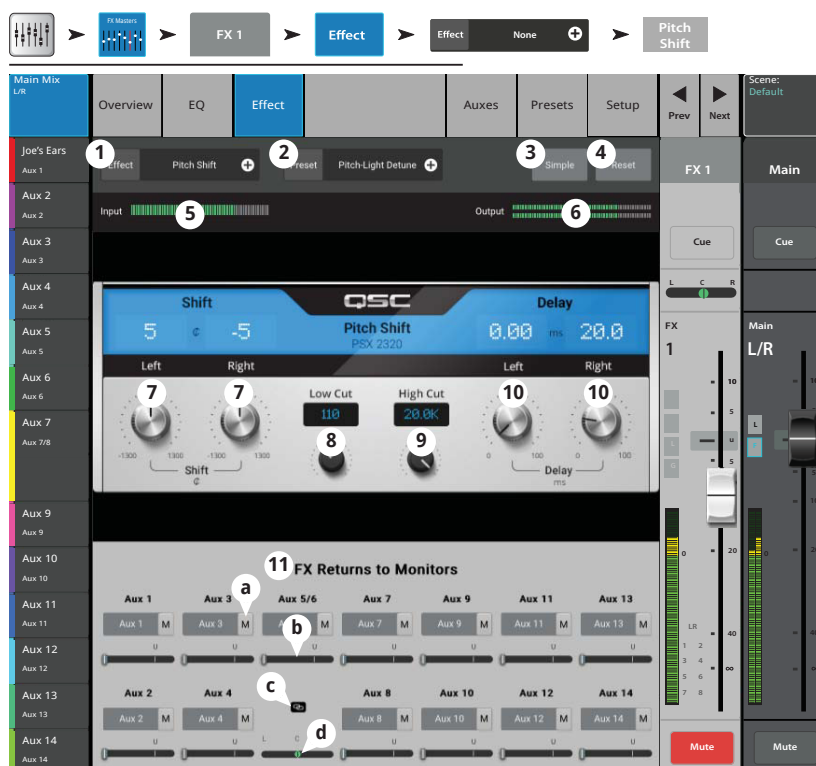 FX Masters
FX 1
Effect
Effect None
Pitch Shift
Main Mix
L/R
Overview
EQ
Effect
Auxes
Presets
Setup
Prev
Next
Scene:
Default
Joe's Ears
Aux 1
Aux 2
Aux 2
Aux 3
Aux 3
Aux 4
Aux 4
Aux 5
Aux 5
Aux 6
Aux 6
Aux 7
Aux 7/8
Aux 9
Aux 9
Aux 10
Aux 10
Aux 11
Aux 11
Aux 12
Aux 12
Aux 13
Aux 13
Aux 14
Aux 14
1
Effect Pitch Shift
2
Preset Pitch-Light Detune
3
Simple
4
Reset
Input
5
Output
6
Shift
QSC
Delay
5 ¢ -5
Pitch Shift
PSX 2320
0.00 ms 20.0
Left Right
Left Right
7 7
Low Cut
110
8
High Cut
20.0K
9
10 10
-1300 1300 -1300 1300
Shift
¢
0 100 0 100
Delay
ms
11
FX Returns to Monitors
a
b
c
d
Aux 1 Aux 3 Aux 5/6 Aux 7 Aux 9 Aux 11 Aux 13
Aux 1 M Aux 3 M M Aux 7 M Aux 9 M Aux 11 M Aux 13 M
U U U U U U
Aux 2 Aux 4 Aux 8 Aux 10 Aux 12 Aux 14
Aux 2 M Aux 4 M Aux 8 M Aux 10 M Aux 12 M Aux 14 M
U U L C U U U U
FX 1
Cue
L C R
FX
1
10
5
U
5
L
G
0
20
40
∞
LR
1 2
3 4
5 6
7 8
Mute
Main
Cue
Main
L/R
L
0
Mute